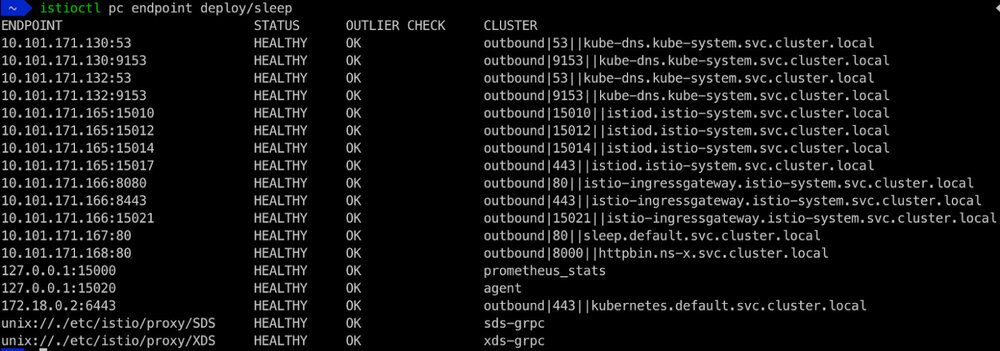 ~ istioctl pc endpoint deploy/sleep
ENDPOINT STATUS OUTLIER CHECK CLUSTER
10.101.171.130:53 HEALTHY OK outbound|53||kube-dns.kube-system.svc.cluster.local
10.101.171.130:9153 HEALTHY OK outbound|9153||kube-dns.kube-system.svc.cluster.local
10.101.171.132:53 HEALTHY OK outbound|53||kube-dns.kube-system.svc.cluster.local
10.101.171.132:9153 HEALTHY OK outbound|9153||kube-dns.kube-system.svc.cluster.local
10.101.171.165:15010 HEALTHY OK outbound|15010||istiod.istio-system.svc.cluster.local
10.101.171.165:15012 HEALTHY OK outbound|15012||istiod.istio-system.svc.cluster.local
10.101.171.165:15014 HEALTHY OK outbound|15014||istiod.istio-system.svc.cluster.local
10.101.171.165:15017 HEALTHY OK outbound|443||istiod.istio-system.svc.cluster.local
10.101.171.166:8080 HEALTHY OK outbound|80||istio-ingressgateway.istio-system.svc.cluster.local
10.101.171.166:8443 HEALTHY OK outbound|443||istio-ingressgateway.istio-system.svc.cluster.local
10.101.171.166:15021 HEALTHY OK outbound|15021||istio-ingressgateway.istio-system.svc.cluster.local
10.101.171.167:80 HEALTHY OK outbound|80||sleep.default.svc.cluster.local
10.101.171.168:80 HEALTHY OK outbound|8000||httpbin.ns-x.svc.cluster.local
127.0.0.1:15000 HEALTHY OK prometheus_stats
127.0.0.1:15020 HEALTHY OK agent
172.18.0.2:6443 HEALTHY OK outbound|443||kubernetes.default.svc.cluster.local
unix://./etc/istio/proxy/SDS HEALTHY OK sds-grpc
unix://./etc/istio/proxy/XDS HEALTHY OK xds-grpc